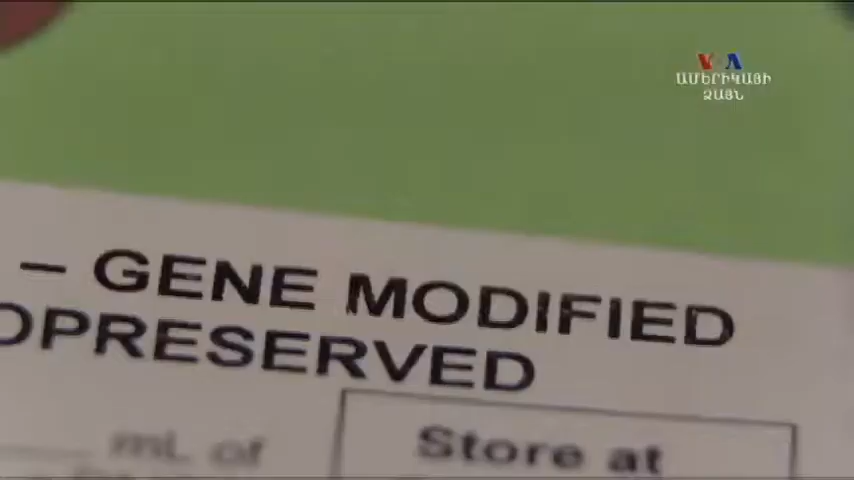 VOA
ԱՄԵՐԻԿԱՅԻ
ՁԱՅՆ
– GENE MODIFIED
OPRESERVED
mL of
Store at